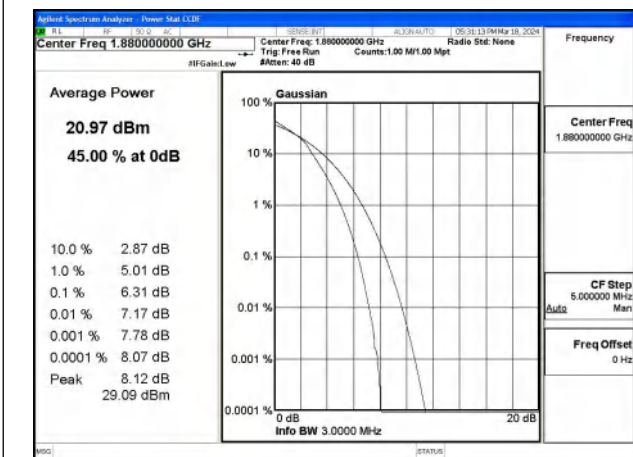 Agilent Spectrum Analyzer - Power Stat CCDF
RL RF 50 Ω AC SENSE:INT ALIGN AUTO 05:31:13 PM Mar 18, 2024
Center Freq 1.880000000 GHz
Center Freq: 1.880000000 GHz Radio Std: None
Trig: Free Run Counts:1.00 M/1.00 Mpt
#IFGain:Low #Atten: 40 dB
Frequency
Average Power
20.97 dBm
45.00 % at 0dB
10.0 % 2.87 dB
1.0 % 5.01 dB
0.1 % 6.31 dB
0.01 % 7.17 dB
0.001 % 7.78 dB
0.0001 % 8.07 dB
Peak 8.12 dB
29.09 dBm
Gaussian
100 %
10 %
1 %
0.1 %
0.01 %
0.001 %
0.0001 %
0 dB 20 dB
Info BW 3.0000 MHz
Center Freq
1.880000000 GHz
CF Step
5.000000 MHz
Auto Man
Freq Offset
0 Hz
MSG STATUS